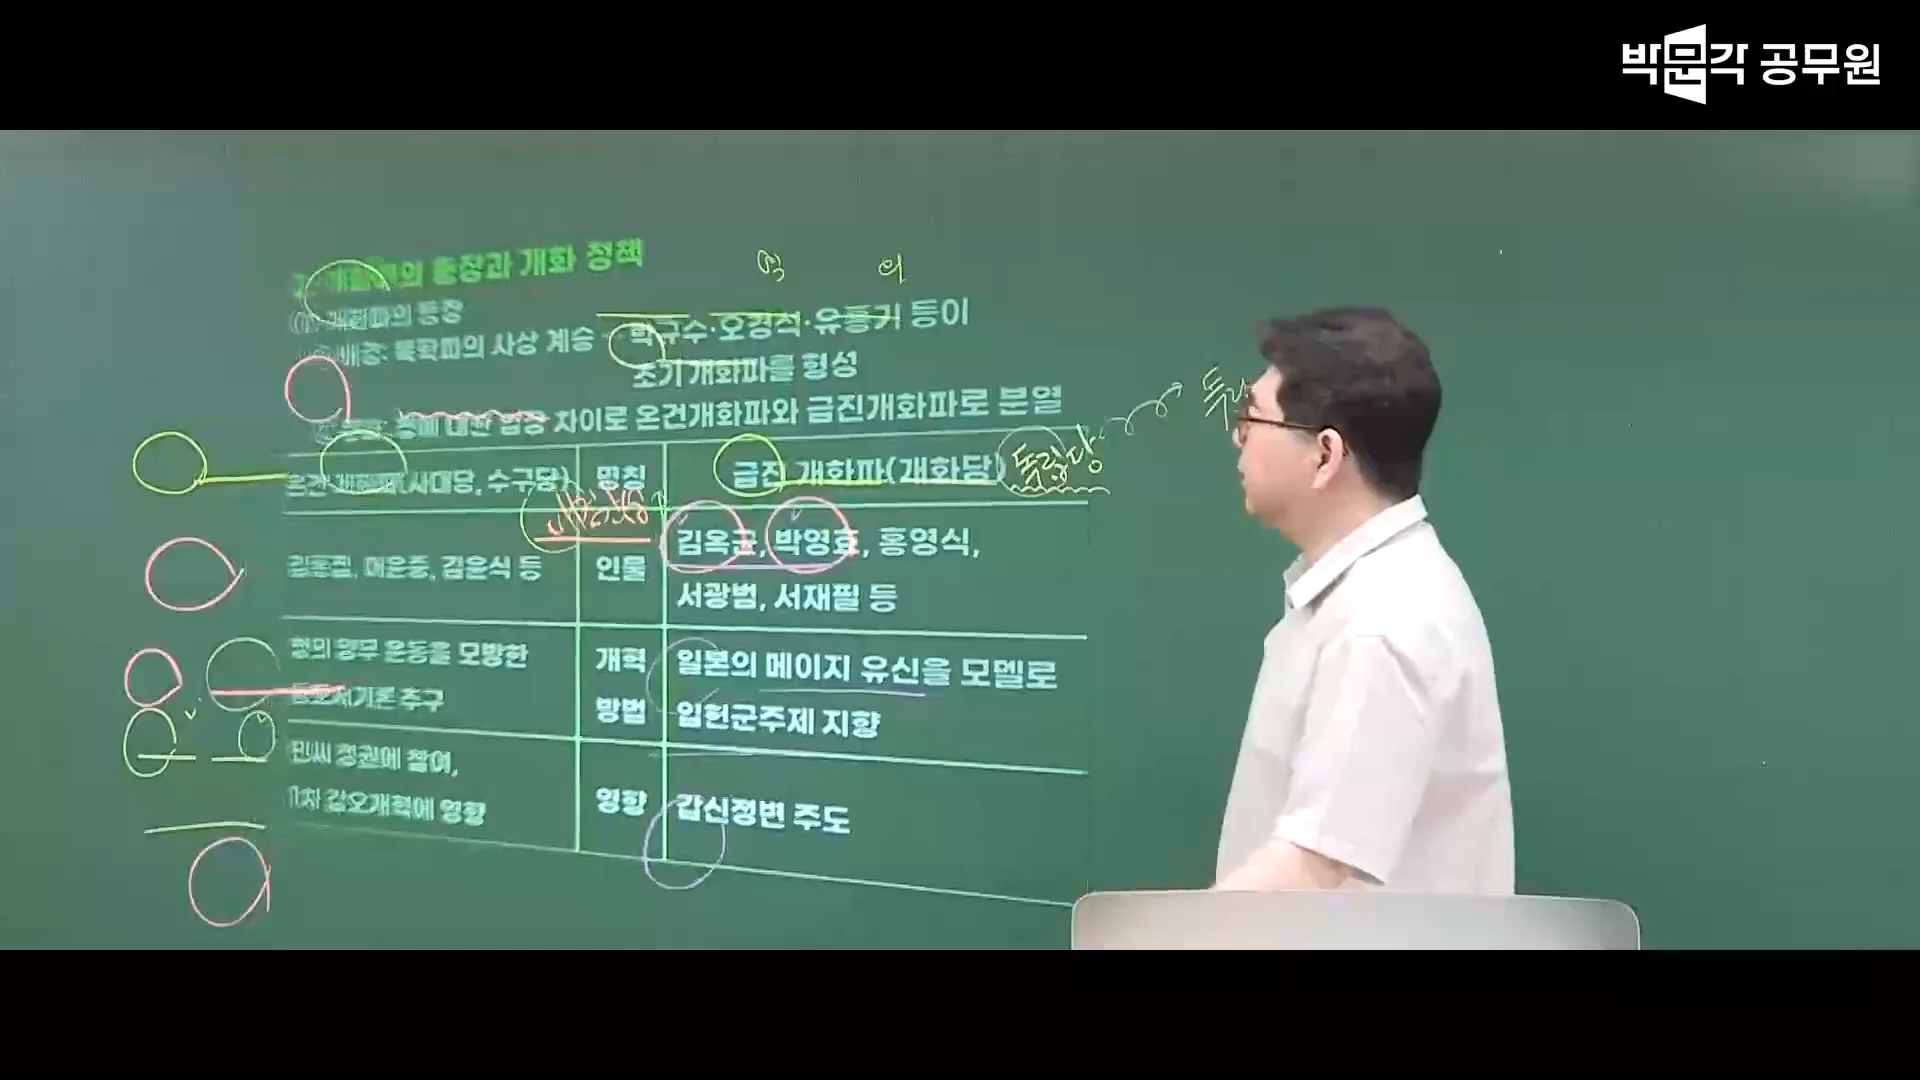 박문각 공무원
개화파의 등장과 개화 정책
(1) 개화파의 등장
배경: 북학파의 사상 계승
역 의
박규수·오경석·유홍기 등이
초기 개화파를 형성
청에 대한 입장 차이로 온건개화파와 급진개화파로 분열
온건 개화파(사대당, 수구당)
명칭
급진 개화파(개화당)
독립당
김홍집, 어윤중, 김윤식 등
인물
김옥균, 박영효, 홍영식,
서광범, 서재필 등
청의 양무 운동을 모방한
동도서기론 추구
개혁
방법
일본의 메이지 유신을 모델로
입헌군주제 지향
민씨 정권에 참여,
1차 갑오개혁에 영향
영향
갑신정변 주도